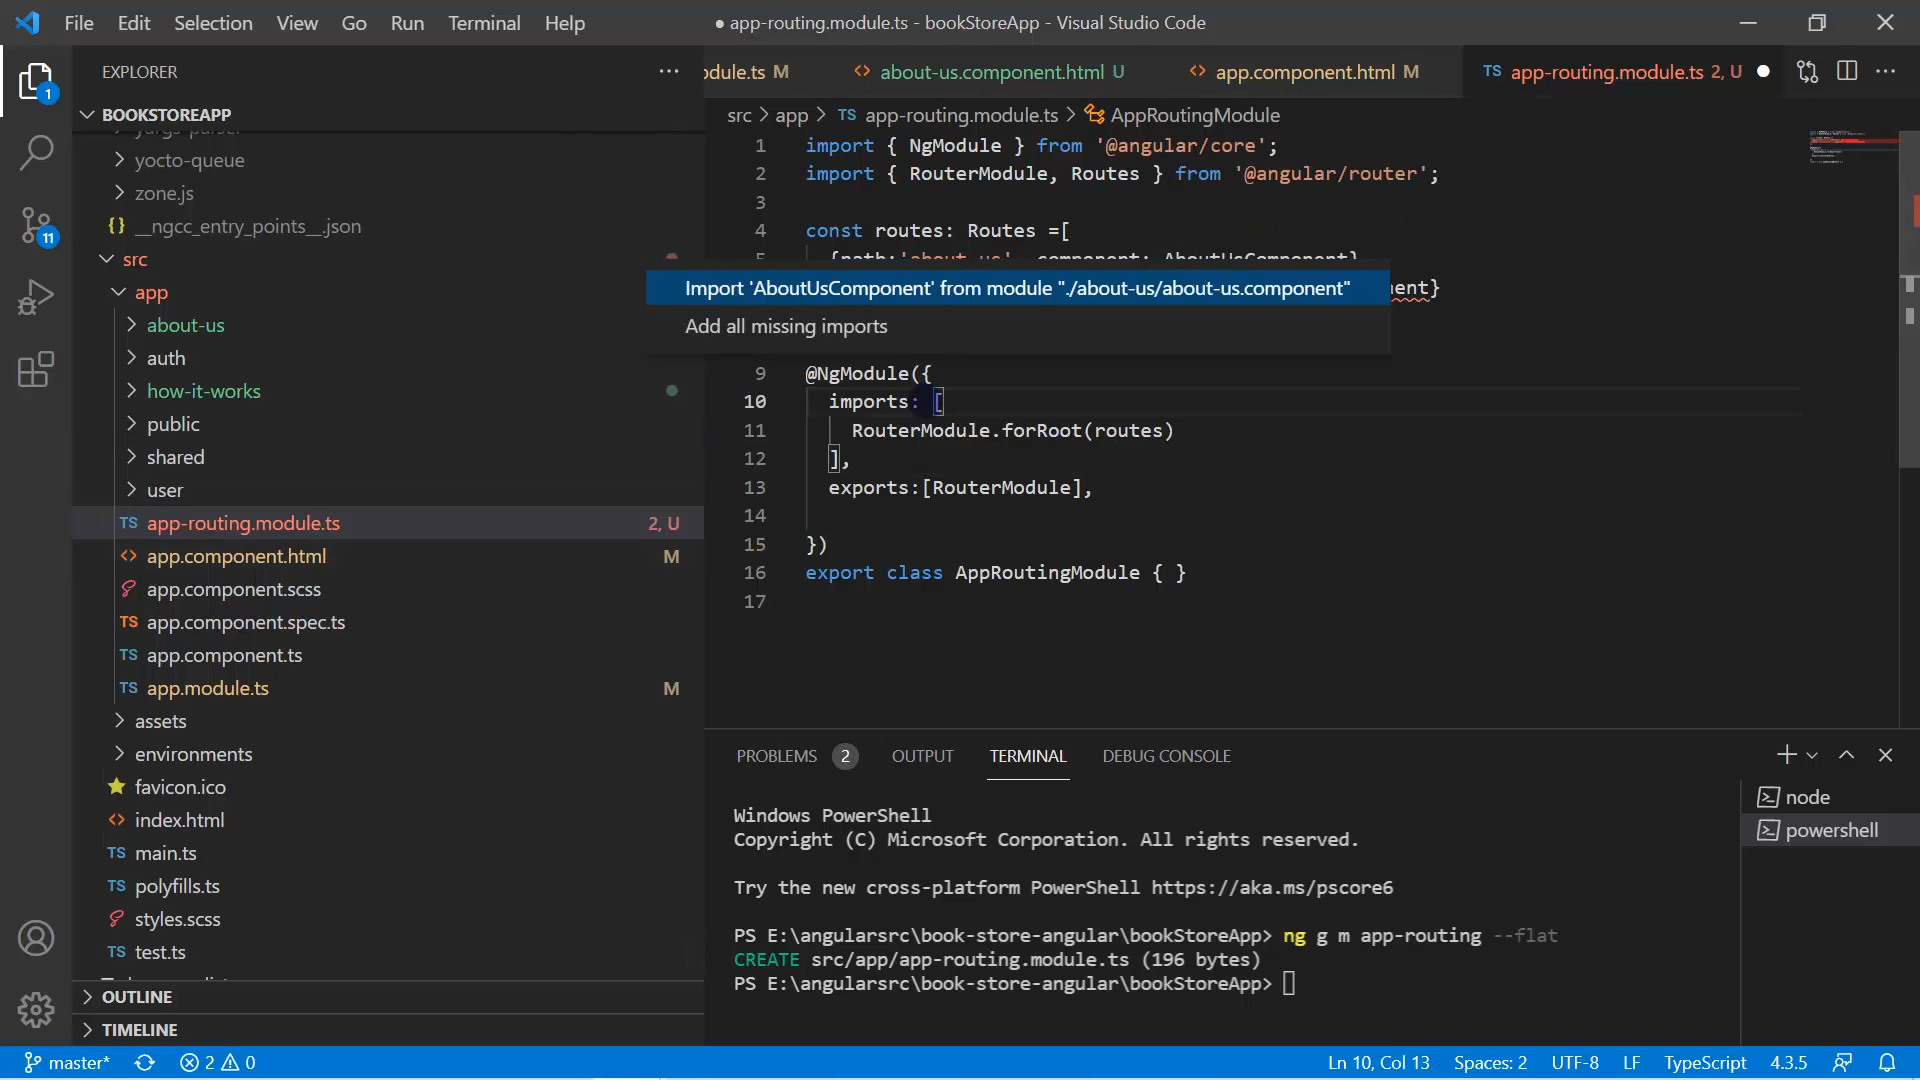 File Edit Selection View Go Run Terminal Help
● app-routing.module.ts - bookStoreApp - Visual Studio Code
EXPLORER
BOOKSTOREAPP
yocto-queue
zone.js
{} __ngcc_entry_points__.json
src
app
about-us
auth
how-it-works
public
shared
user
TS app-routing.module.ts 2, U
<> app.component.html M
app.component.scss
TS app.component.spec.ts
TS app.component.ts
TS app.module.ts M
assets
environments
favicon.ico
<> index.html
TS main.ts
TS polyfills.ts
styles.scss
TS test.ts
OUTLINE
TIMELINE
1
11
odule.ts M
<> about-us.component.html U
<> app.component.html M
TS app-routing.module.ts 2, U ●
src > app > TS app-routing.module.ts > AppRoutingModule
1 import { NgModule } from '@angular/core';
2 import { RouterModule, Routes } from '@angular/router';
3
4 const routes: Routes =[
5 {path:'about-us', component: AboutUsComponent},
Import 'AboutUsComponent' from module "./about-us/about-us.component"
nent}
Add all missing imports
9 @NgModule({
10 imports: [
11 RouterModule.forRoot(routes)
12 ],
13 exports:[RouterModule],
14
15 })
16 export class AppRoutingModule { }
17
PROBLEMS 2 OUTPUT TERMINAL DEBUG CONSOLE
Windows PowerShell
Copyright (C) Microsoft Corporation. All rights reserved.
Try the new cross-platform PowerShell https://aka.ms/pscore6
PS E:\angularsrc\book-store-angular\bookStoreApp> ng g m app-routing --flat
CREATE src/app/app-routing.module.ts (196 bytes)
PS E:\angularsrc\book-store-angular\bookStoreApp>
node
powershell
master* 2 0
Ln 10, Col 13 Spaces: 2 UTF-8 LF TypeScript 4.3.5